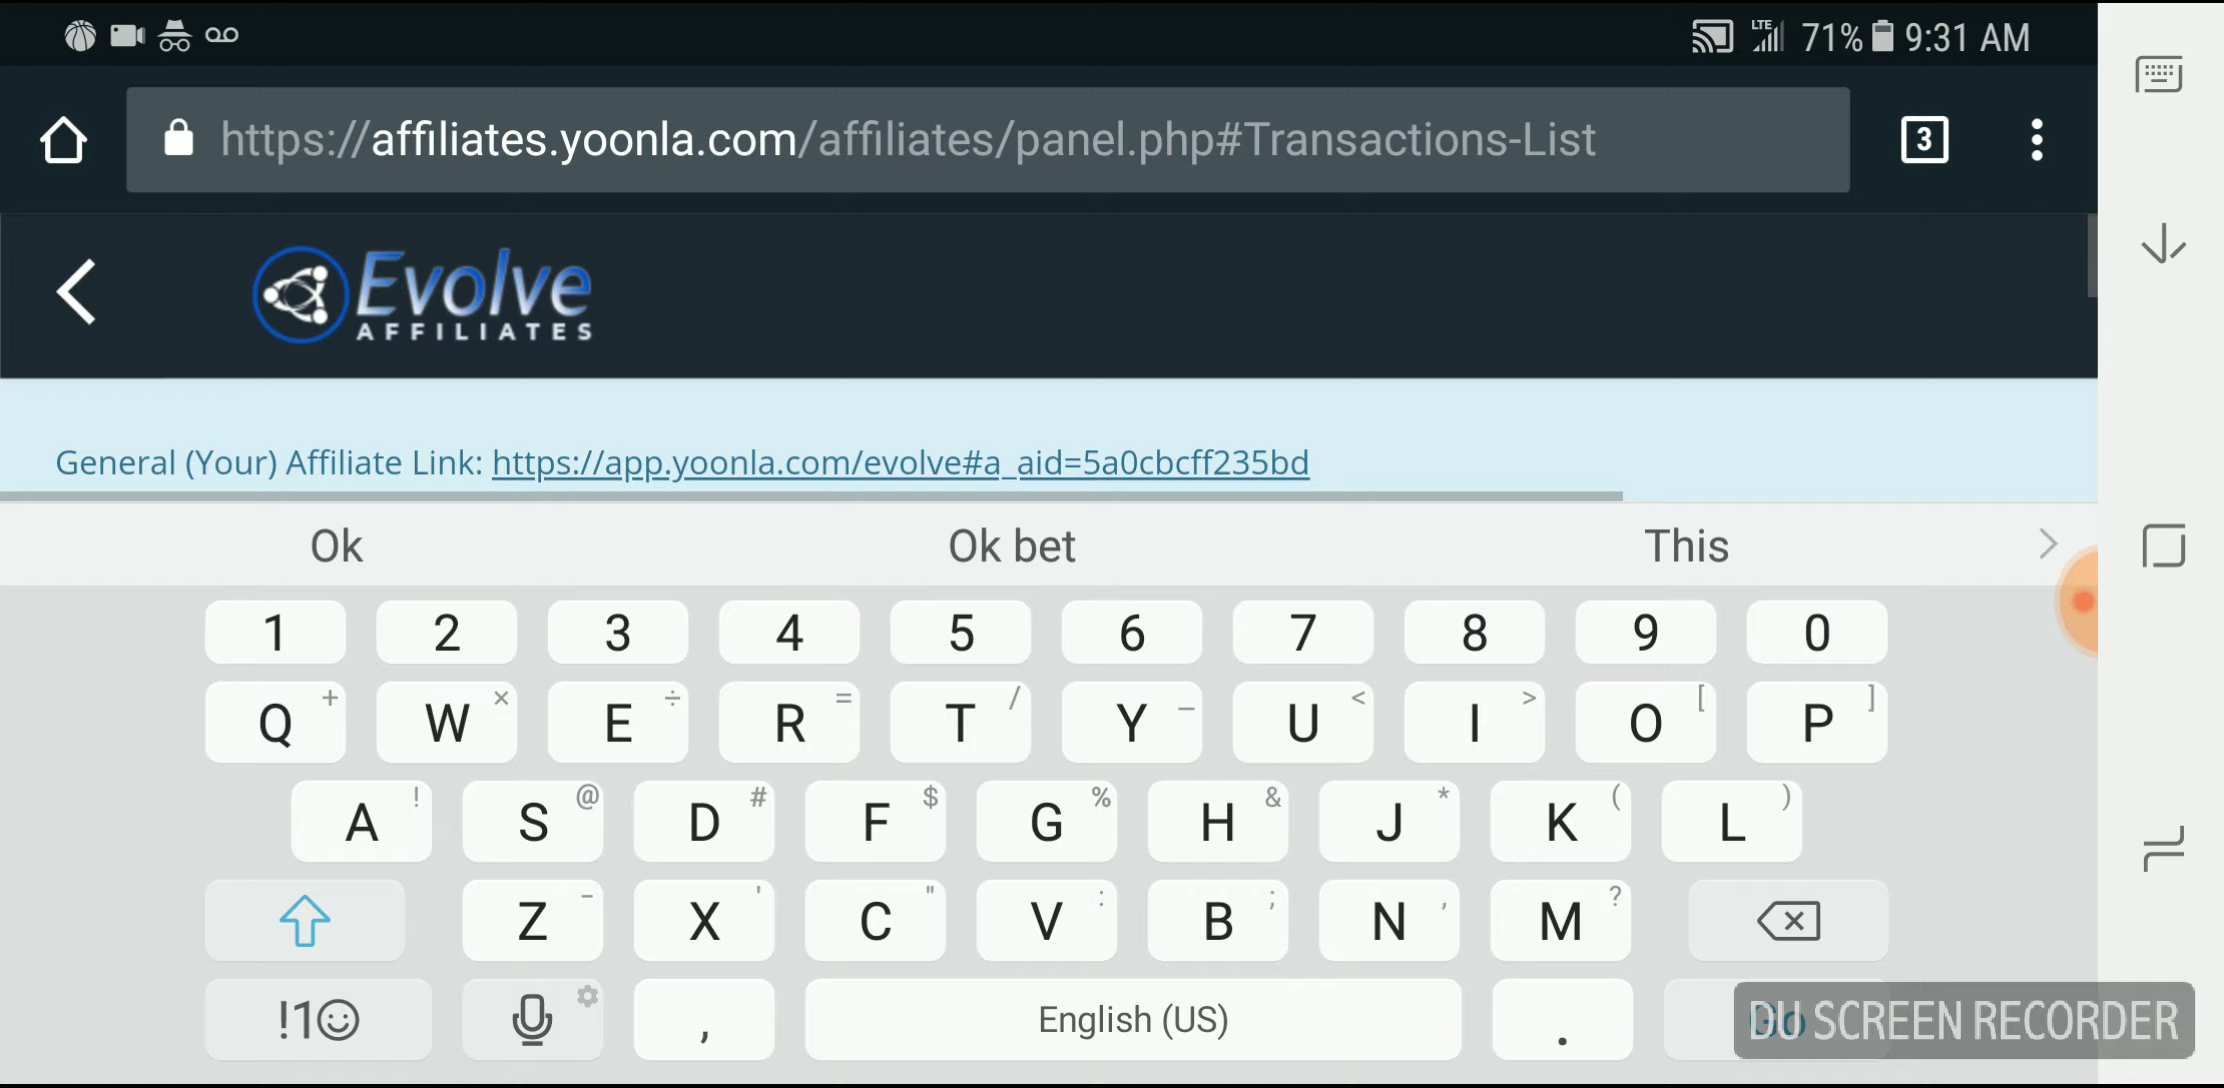 LTE 71% 9:31 AM
https://affiliates.yoonla.com/affiliates/panel.php#Transactions-List 3
Evolve
AFFILIATES
General (Your) Affiliate Link: https://app.yoonla.com/evolve#a_aid=5a0cbcff235bd
Ok Ok bet This
1 2 3 4 5 6 7 8 9 0
Q + W × E ÷ R = T / Y _ U < I > O [ P ]
A ! S @ D # F $ G % H & J * K ( L )
Z - X ' C " V : B ; N , M ?
!1☺ , English (US) . Go
DU SCREEN RECORDER